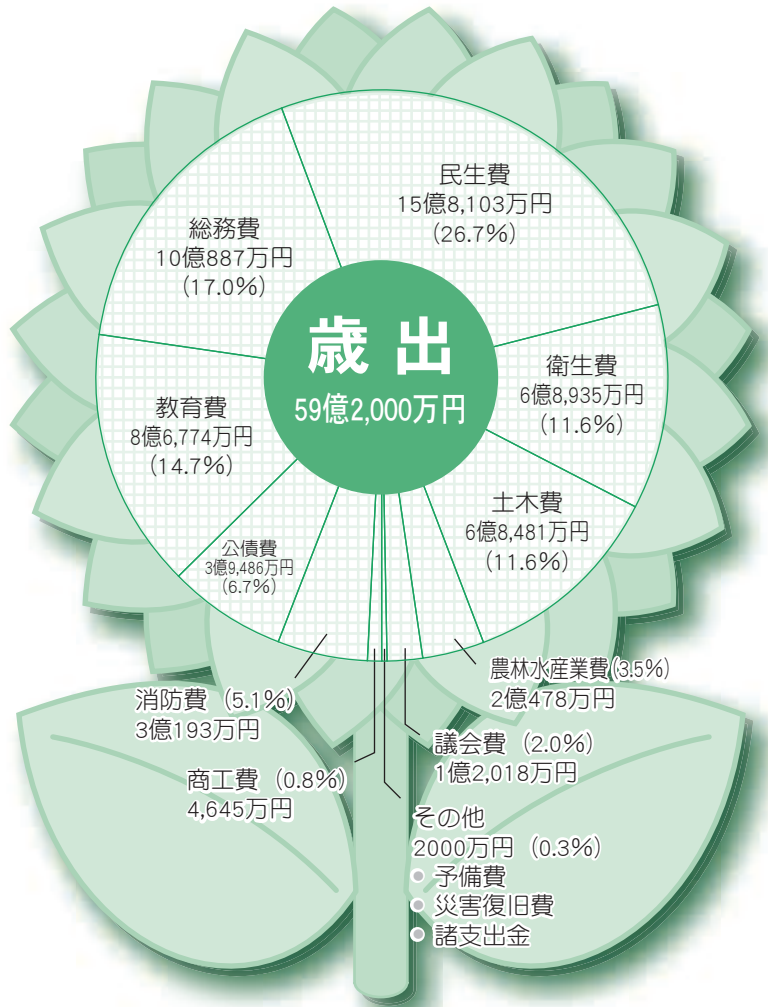 歳出
59億2,000万円
民生費
15億8,103万円
(26.7%)
衛生費
6億8,935万円
(11.6%)
土木費
6億8,481万円
(11.6%)
農林水産業費(3.5%)
2億478万円
議会費 (2.0%)
1億2,018万円
その他
2000万円 (0.3%)
● 予備費
● 災害復旧費
● 諸支出金
商工費 (0.8%)
4,645万円
消防費 (5.1%)
3億193万円
公債費
3億9,486万円
(6.7%)
教育費
8億6,774万円
(14.7%)
総務費
10億887万円
(17.0%)